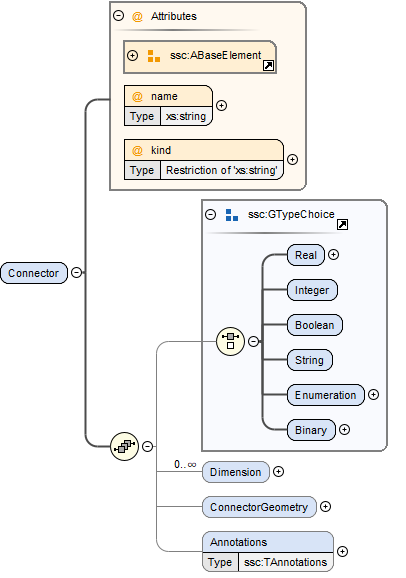 @ Attributes
ssc:ABaseElement
@ name
Type xs:string
@ kind
Type Restriction of 'xs:string'
ssc:GTypeChoice
Real
Connector
Integer
Boolean
String
Enumeration
Binary
0..∞
Dimension
ConnectorGeometry
Annotations
Type ssc:TAnnotations